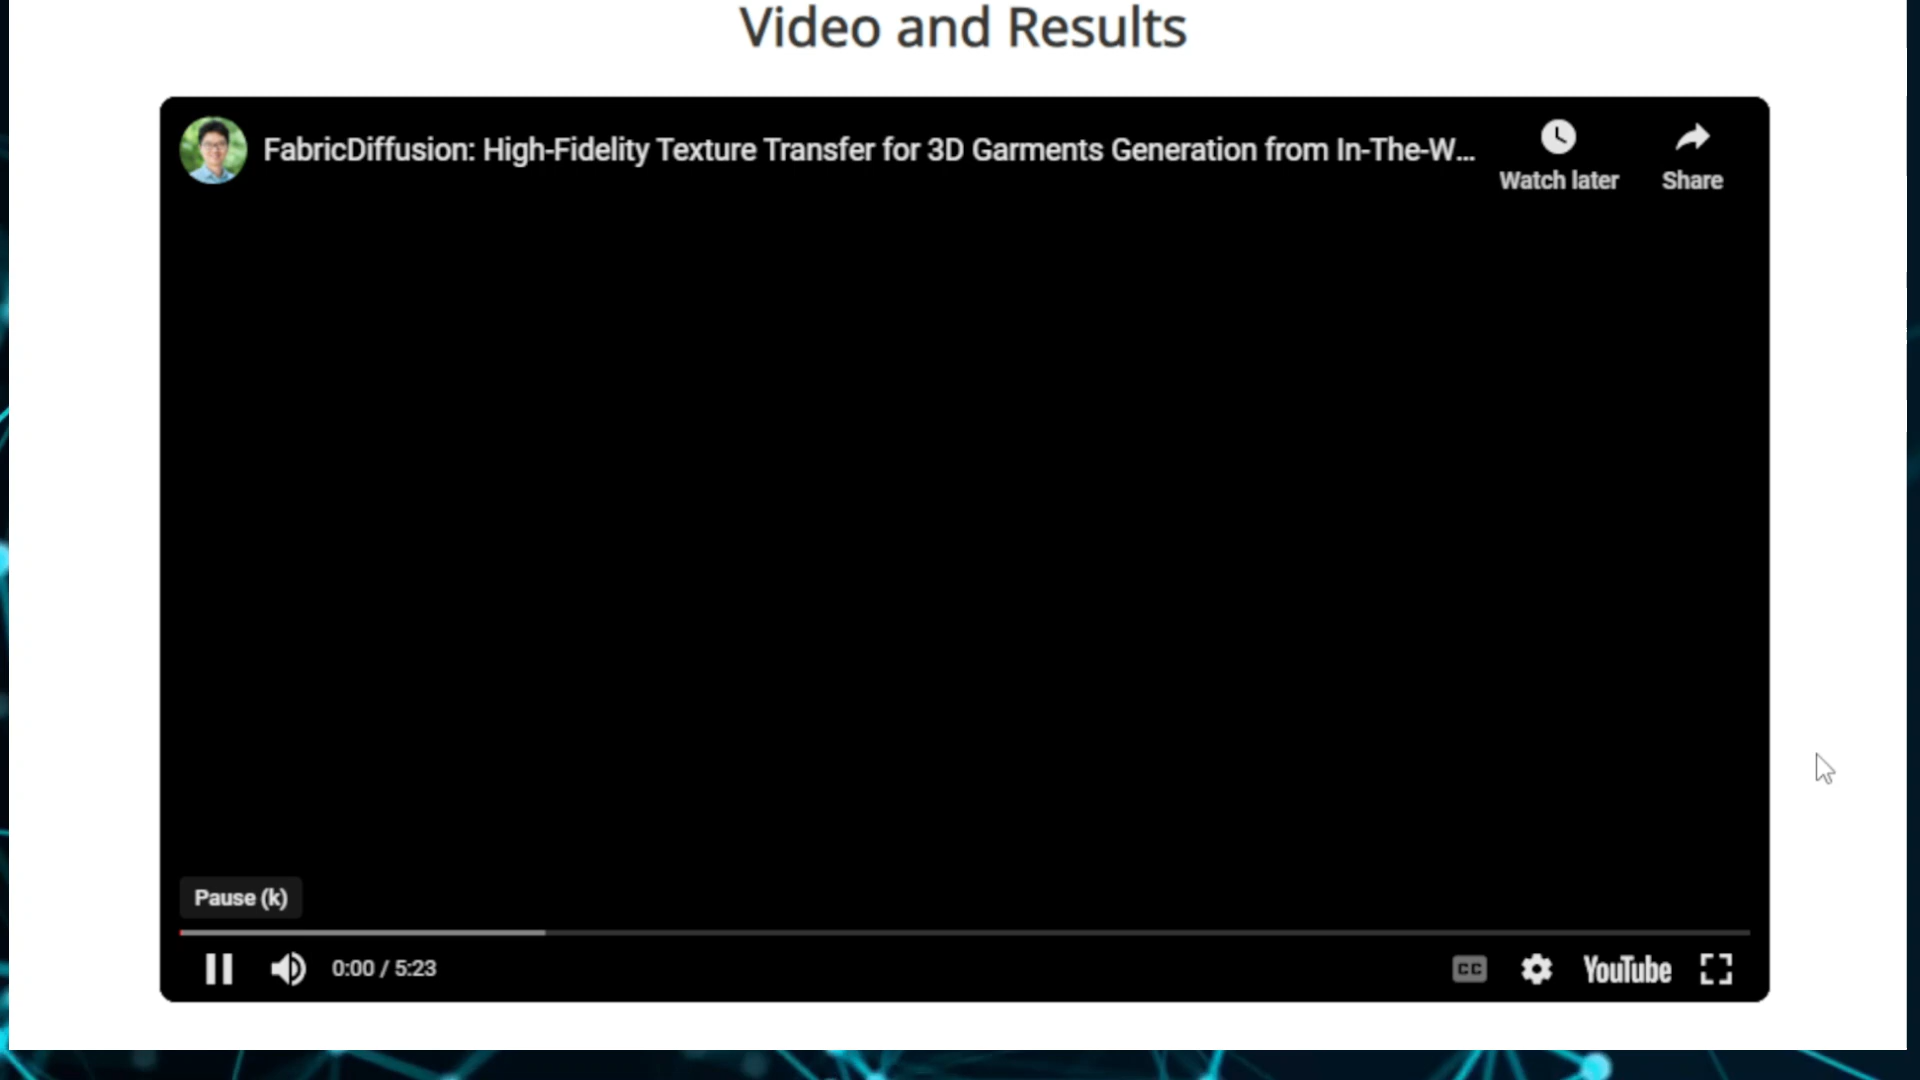 Video and Results
FabricDiffusion: High-Fidelity Texture Transfer for 3D Garments Generation from In-The-W...
Watch later
Share
Pause (k)
0:00 / 5:23
CC
YouTube